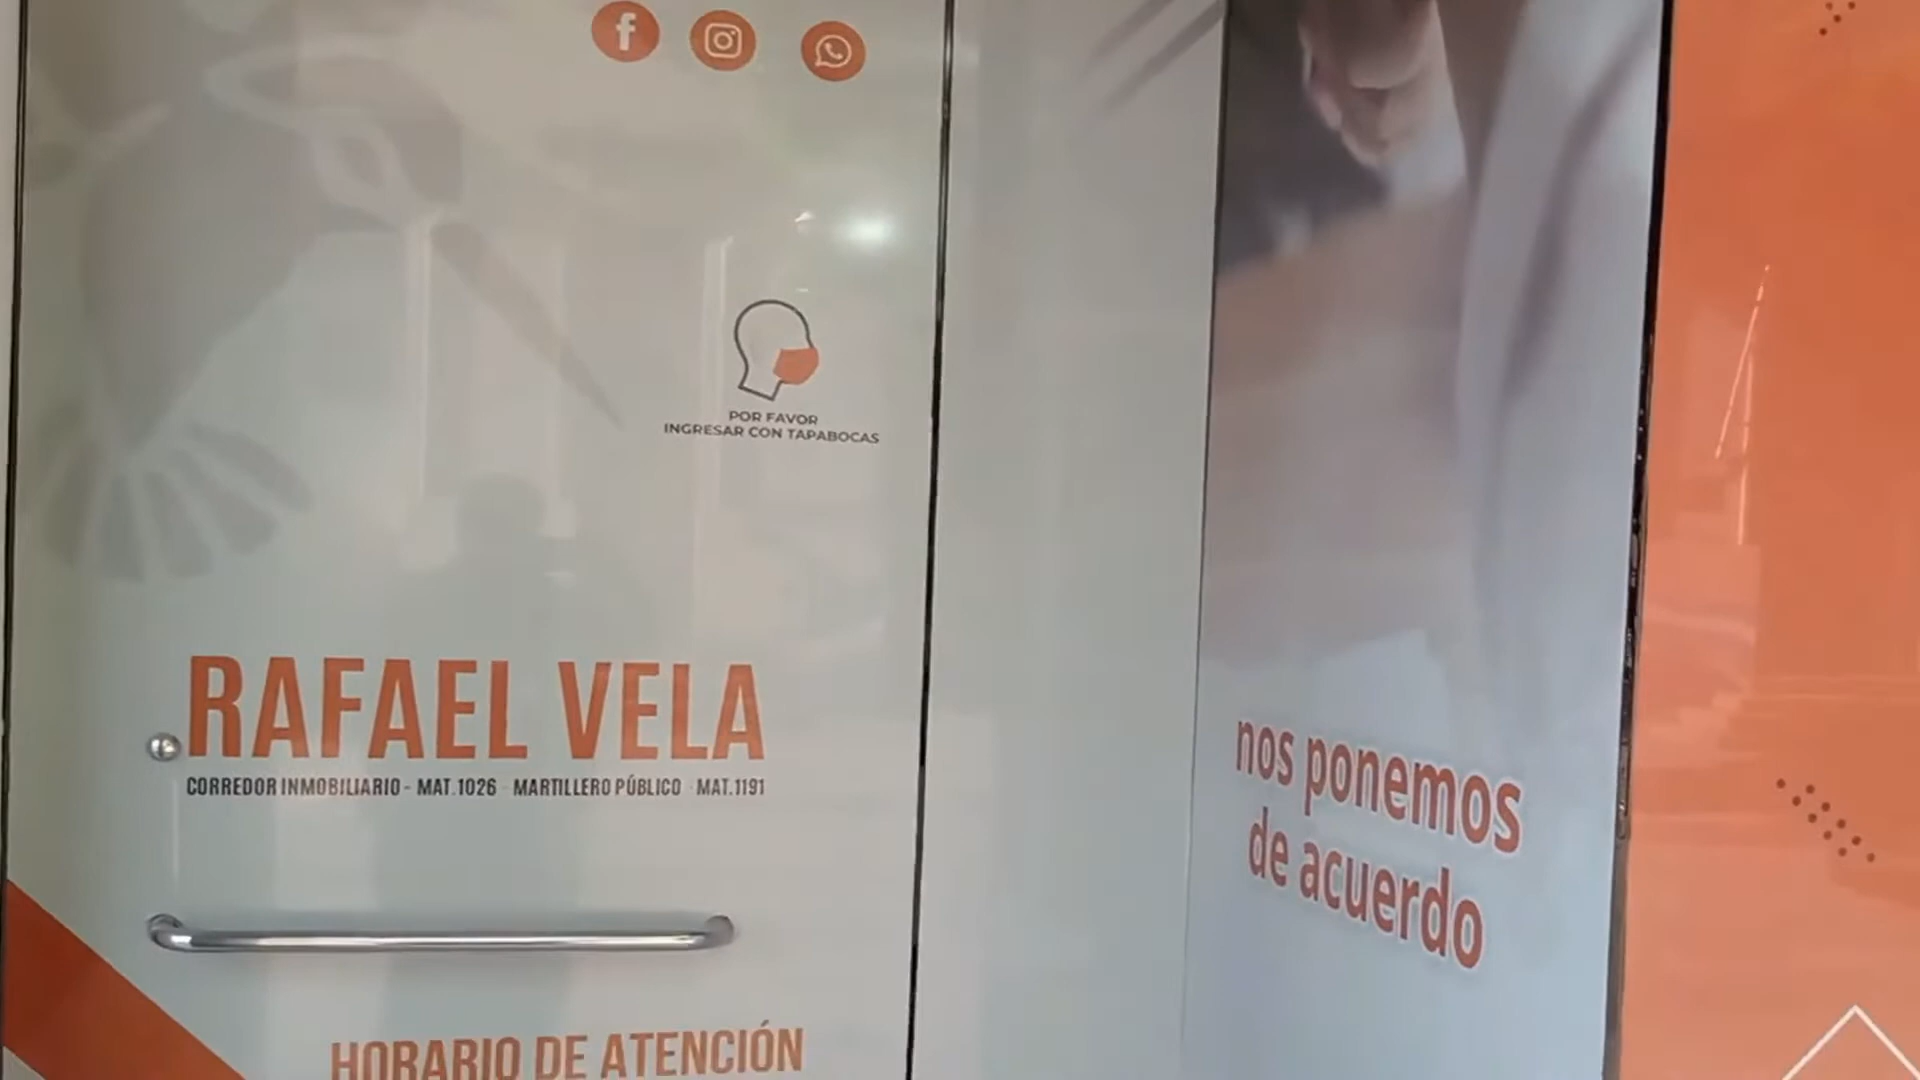 POR FAVOR
INGRESAR CON TAPABOCAS
RAFAEL VELA
CORREDOR INMOBILIARIO - MAT.1026 - MARTILLERO PÚBLICO - MAT.1191
HORARIO DE ATENCIÓN
nos ponemos
de acuerdo